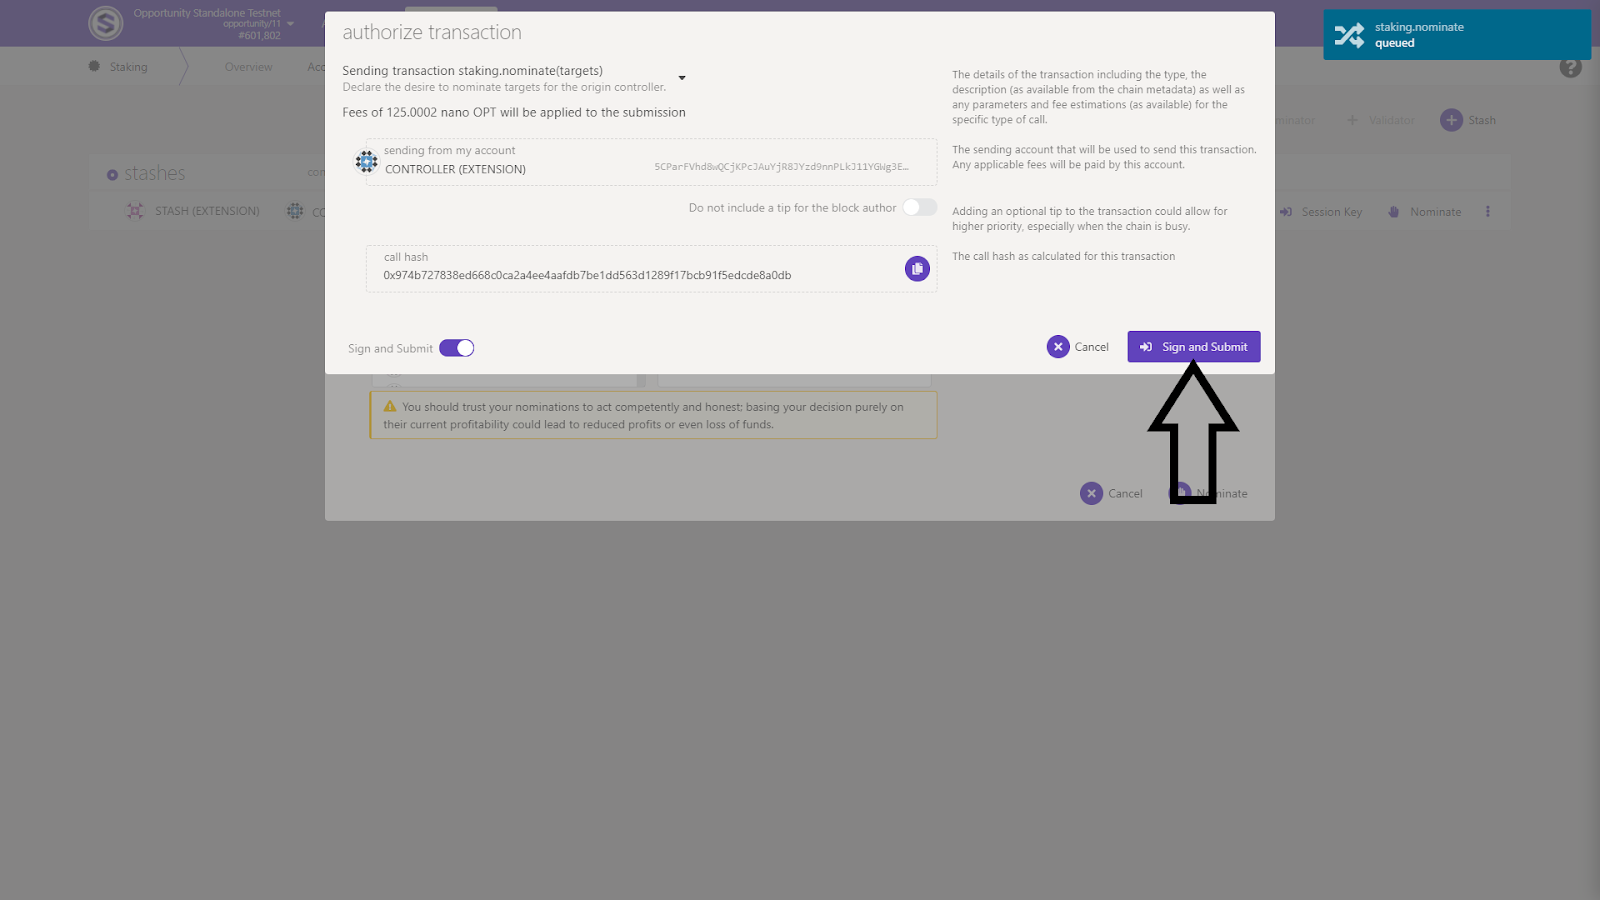 Opportunity Standalone Testnet
opportunity/11
#601,802
staking.nominate
queued
Staking
Overview
Acc
authorize transaction
Sending transaction staking.nominate(targets)
Declare the desire to nominate targets for the origin controller.
Fees of 125.0002 nano OPT will be applied to the submission
sending from my account
CONTROLLER (EXTENSION)
5CParFVhd8wQCjKPcJAuYjR8JYzd9nnPLkJ11YGWg3E…
Do not include a tip for the block author
call hash
0x974b727838ed668c0ca2a4ee4aafdb7be1dd563d1289f17bcb91f5edcde8a0db
The details of the transaction including the type, the
description (as available from the chain metadata) as well as
any parameters and fee estimations (as available) for the
specific type of call.
The sending account that will be used to send this transaction.
Any applicable fees will be paid by this account.
Adding an optional tip to the transaction could allow for
higher priority, especially when the chain is busy.
The call hash as calculated for this transaction
Sign and Submit
Cancel
Sign and Submit
minator
Validator
Stash
stashes
con
STASH (EXTENSION)
CO
Session Key
Nominate
You should trust your nominations to act competently and honest; basing your decision purely on
their current profitability could lead to reduced profits or even loss of funds.
Cancel